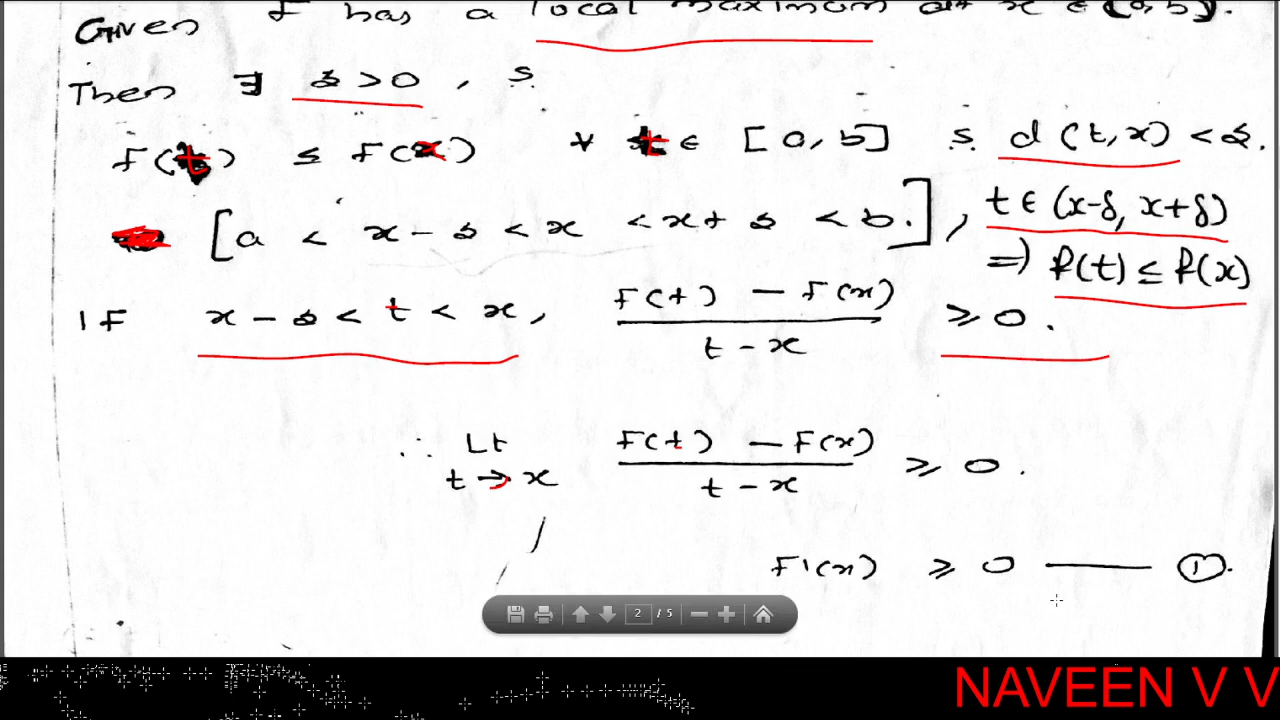 Given f has a local maximum at x ∈ [a, b].
Then ∃ δ > 0 , s.
f(t) ≤ f(x) ∀ t ∈ [a, b] s. d(t, x) < δ.
[a < x - δ < x < x + δ < b.] , t ∈ (x-δ, x+δ)
=> f(t) ≤ f(x)
If x - δ < t < x, f(t) - f(x) / t - x ≥ 0.
∴ Lt t → x f(t) - f(x) / t - x ≥ 0.
f'(x) ≥ 0 —— ①.
2 / 5
NAVEEN V V